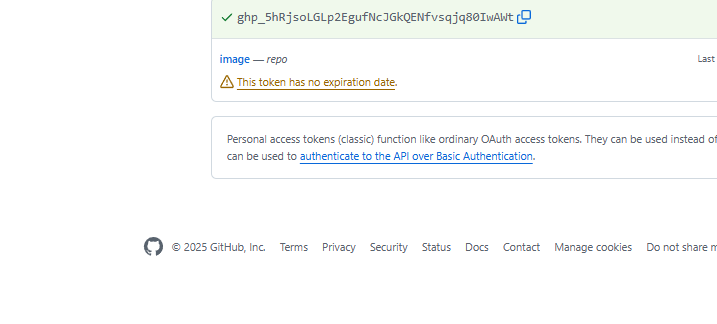 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
image — repo
Last
This token has no expiration date.
Personal access tokens (classic) function like ordinary OAuth access tokens. They can be used instead of
can be used to authenticate to the API over Basic Authentication.
© 2025 GitHub, Inc. Terms Privacy Security Status Docs Contact Manage cookies Do not share m